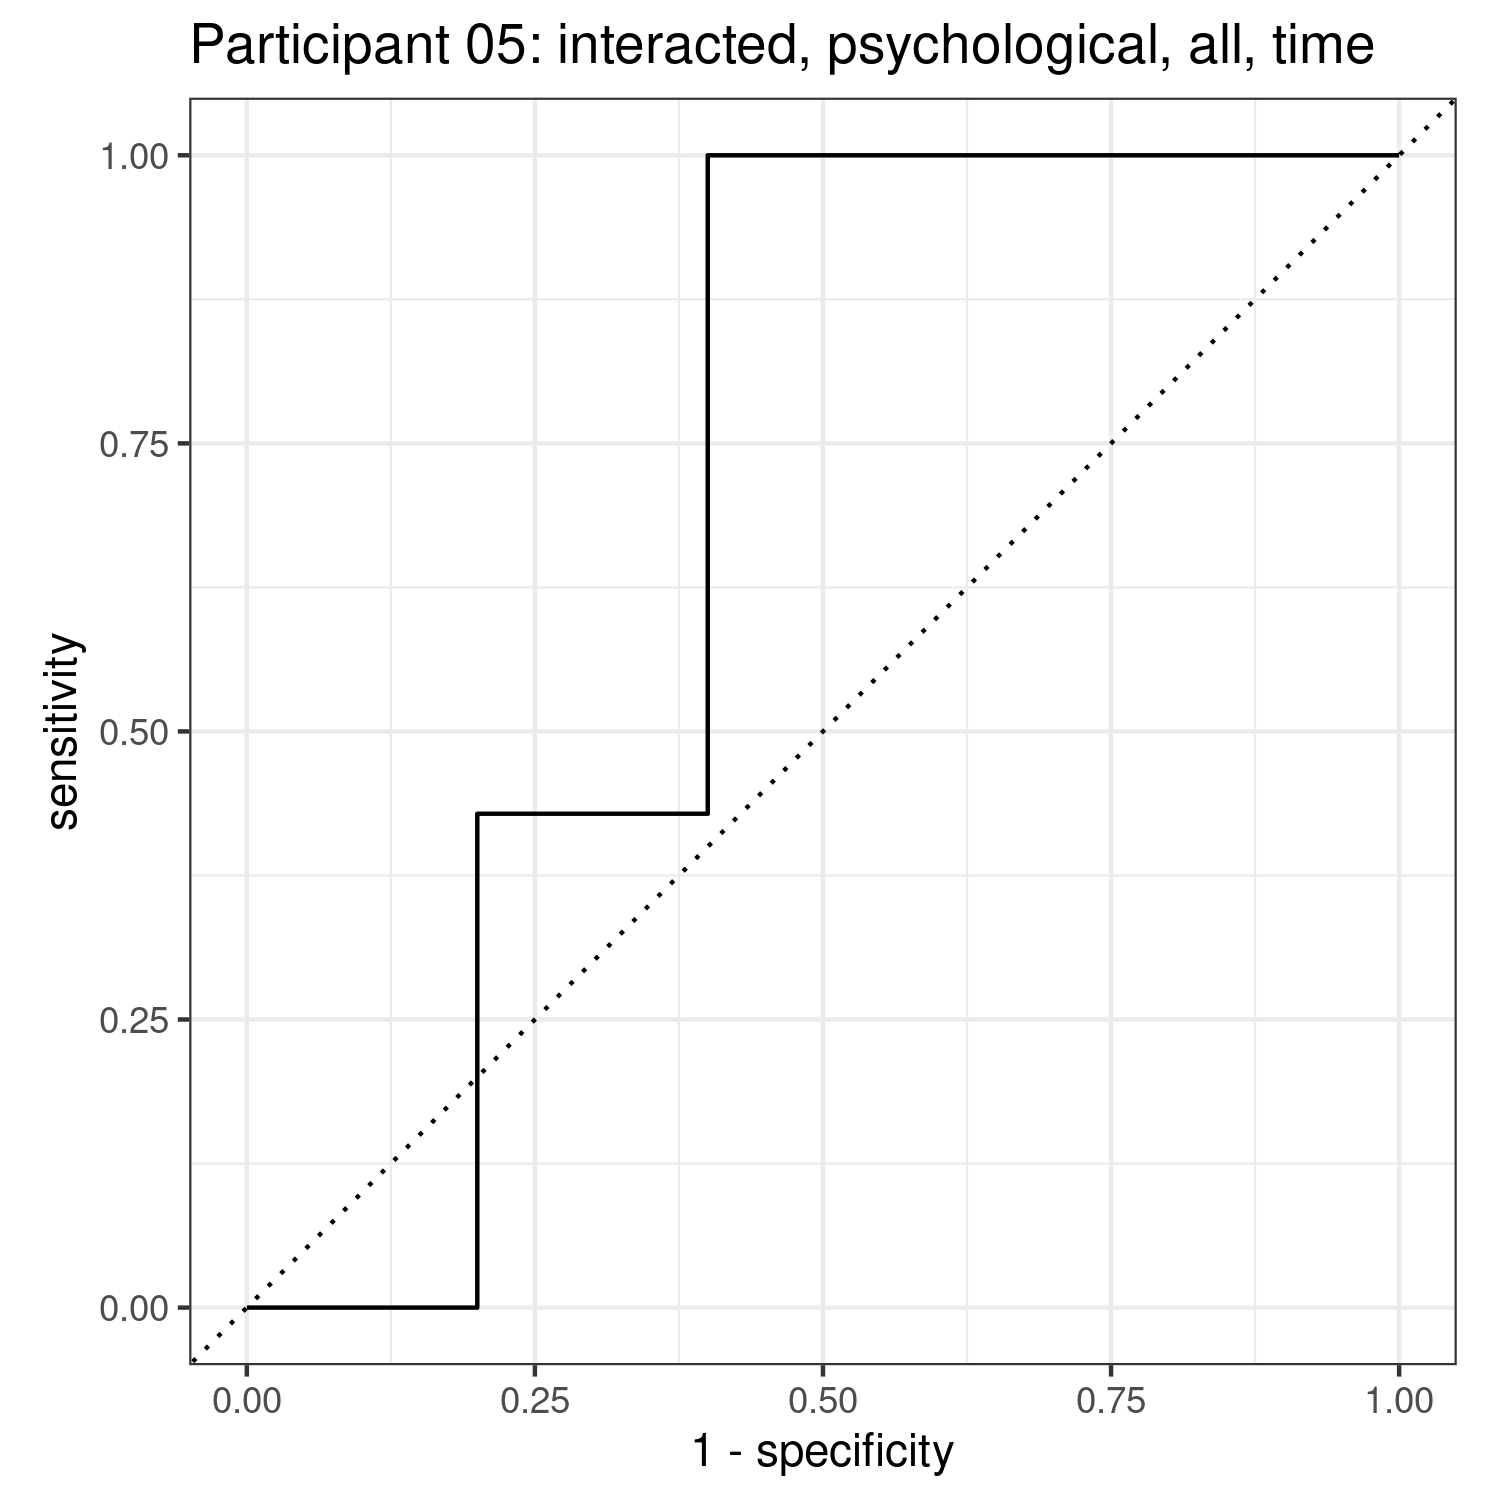 Participant 05: interacted, psychological, all, time
1.00
0.75
0.50
0.25
0.00
sensitivity
0.00 0.25 0.50 0.75 1.00
1 - specificity